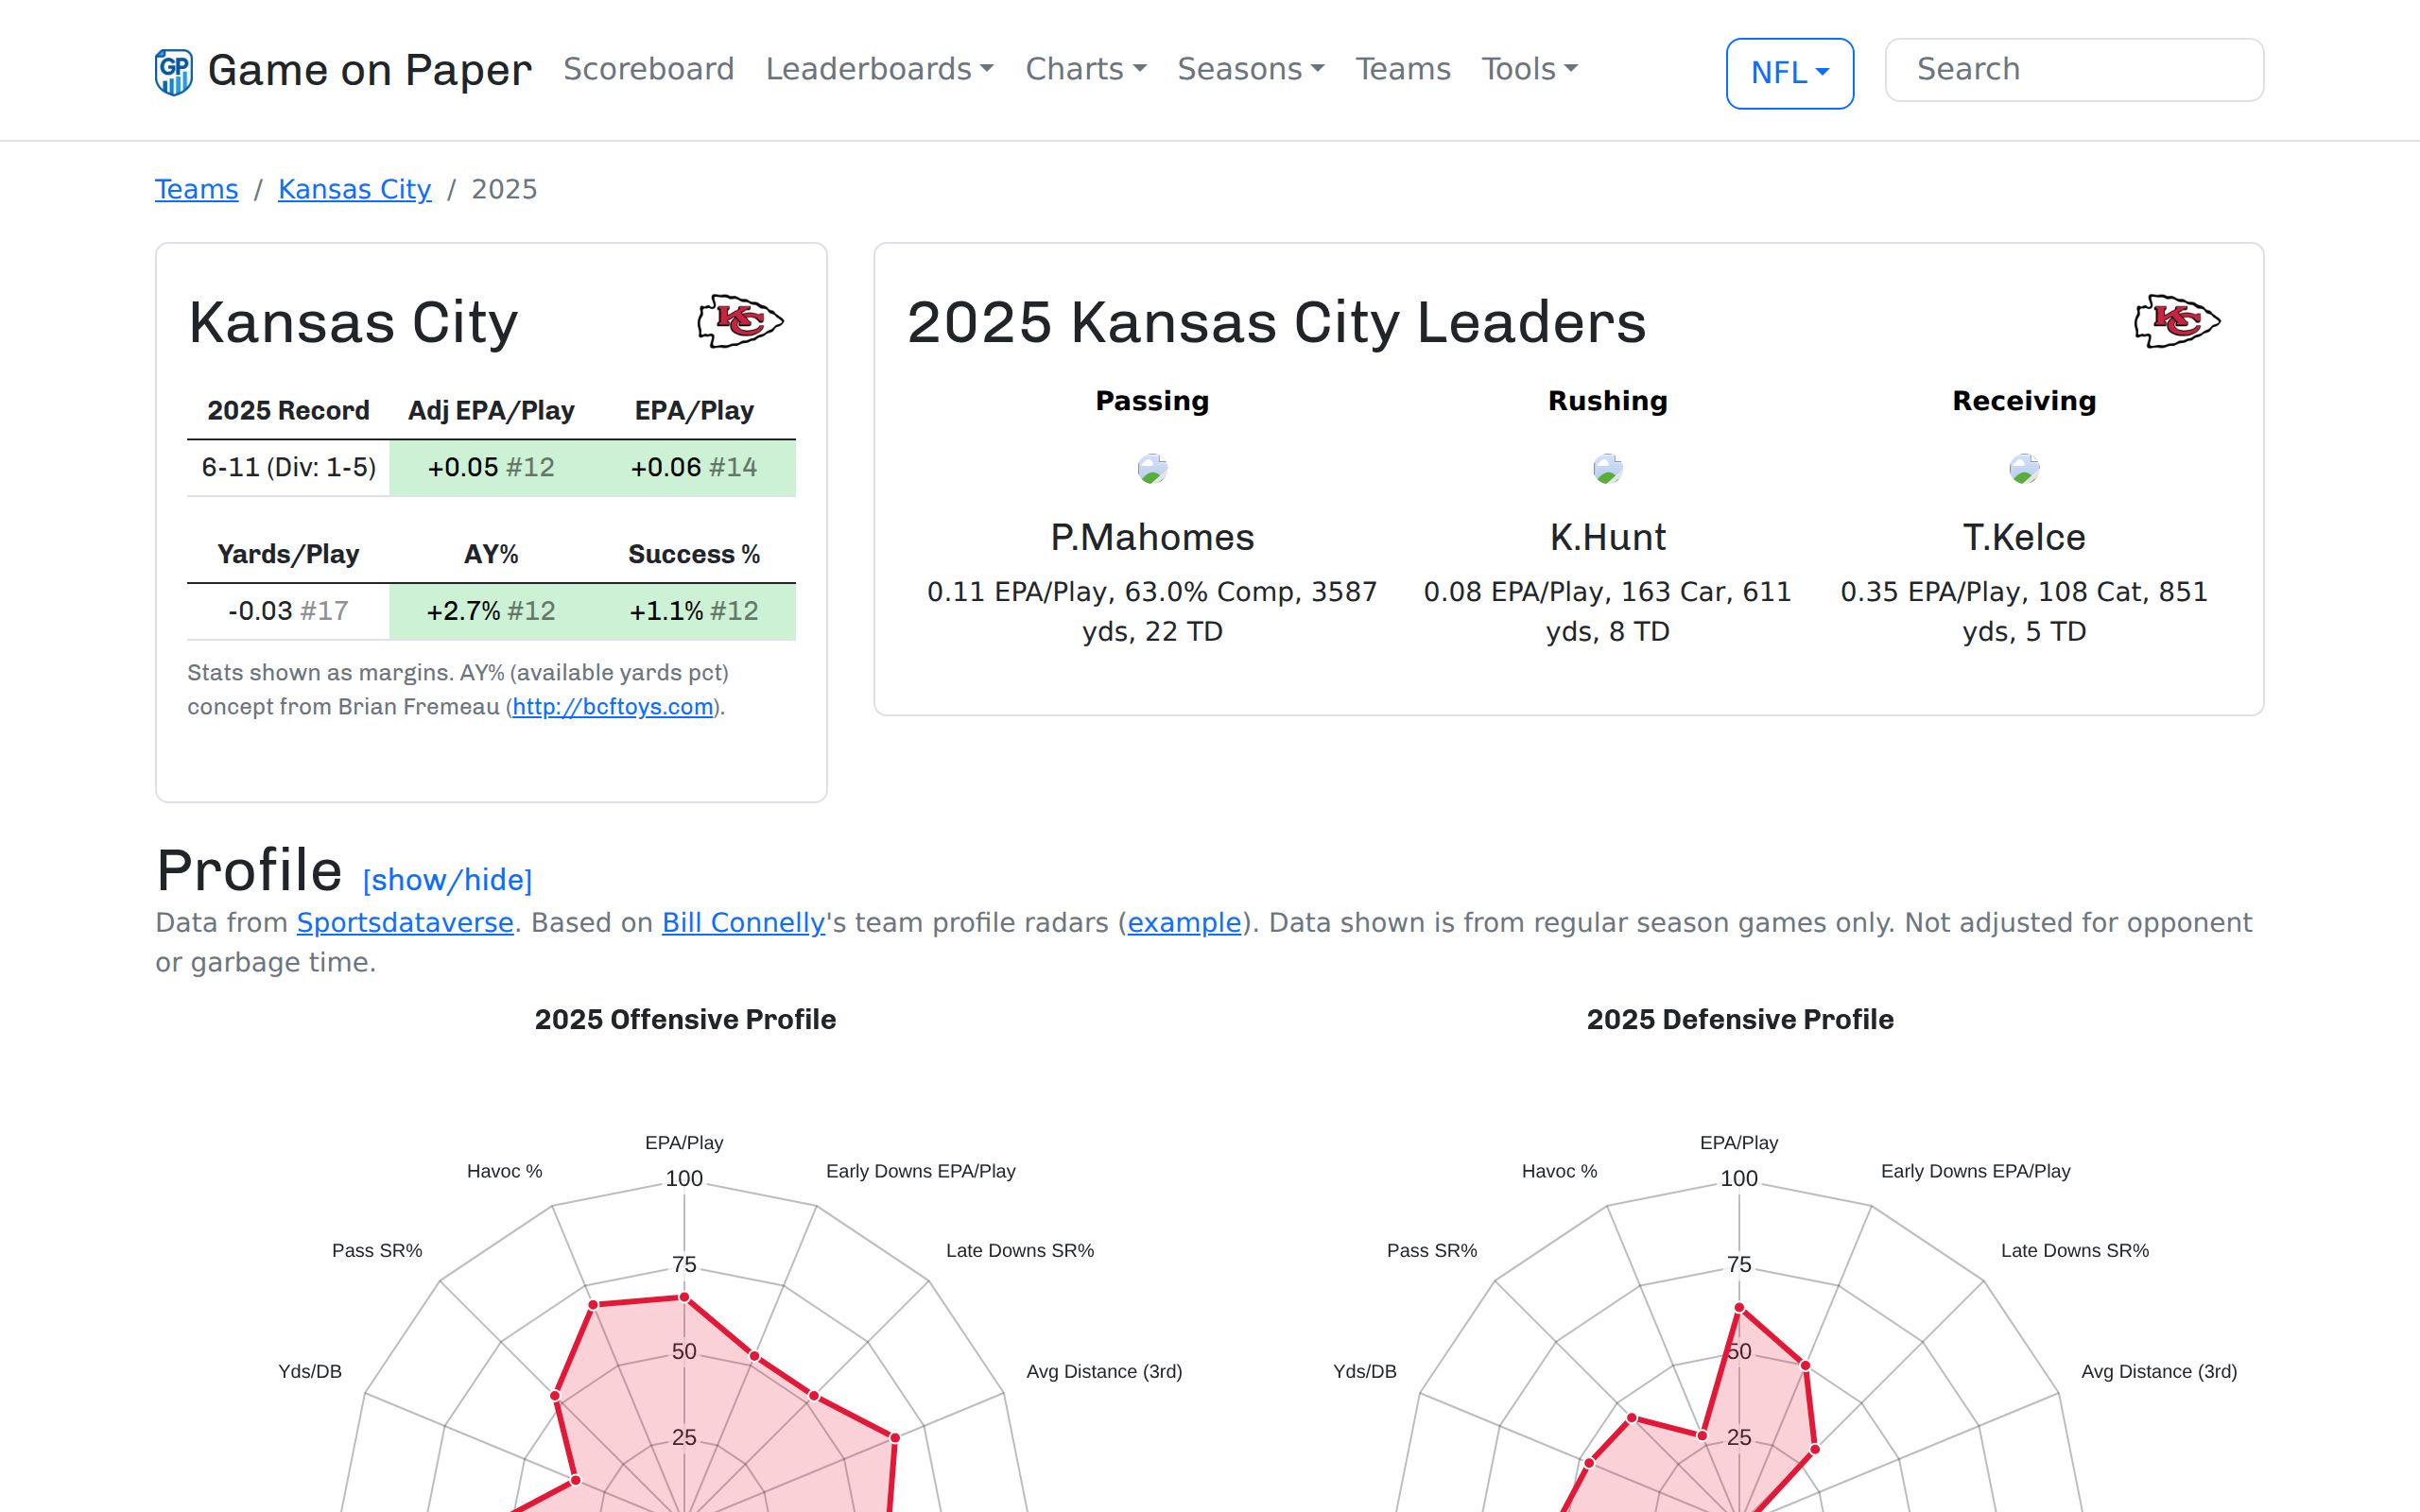 GP Game on Paper Scoreboard Leaderboards Charts Seasons Teams Tools NFL Search
Teams / Kansas City / 2025
Kansas City KC
2025 Record Adj EPA/Play EPA/Play
6-11 (Div: 1-5) +0.05 #12 +0.06 #14
Yards/Play AY% Success %
-0.03 #17 +2.7% #12 +1.1% #12
Stats shown as margins. AY% (available yards pct)
concept from Brian Fremeau (http://bcftoys.com).
2025 Kansas City Leaders KC
Passing Rushing Receiving
P.Mahomes K.Hunt T.Kelce
0.11 EPA/Play, 63.0% Comp, 3587 0.08 EPA/Play, 163 Car, 611 0.35 EPA/Play, 108 Cat, 851
yds, 22 TD yds, 8 TD yds, 5 TD
Profile [show/hide]
Data from Sportsdataverse. Based on Bill Connelly's team profile radars (example). Data shown is from regular season games only. Not adjusted for opponent
or garbage time.
2025 Offensive Profile
EPA/Play
Havoc % 100 Early Downs EPA/Play
Pass SR% Late Downs SR%
75
50
Yds/DB Avg Distance (3rd)
25
2025 Defensive Profile
EPA/Play
Havoc % 100 Early Downs EPA/Play
Pass SR% Late Downs SR%
75
50
Yds/DB Avg Distance (3rd)
25